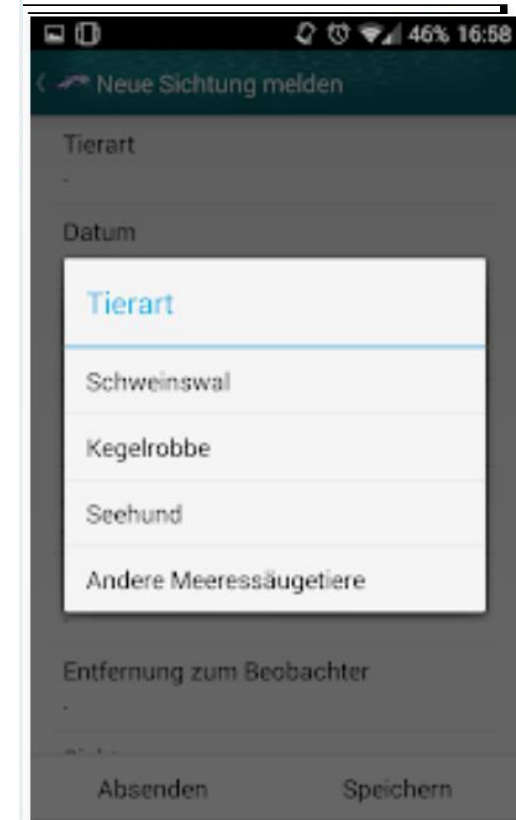 46% 16:58
Neue Sichtung melden
Tierart
-
Datum
Tierart
Schweinswal
Kegelrobbe
Seehund
Andere Meeressäugetiere
Entfernung zum Beobachter
-
Absenden Speichern